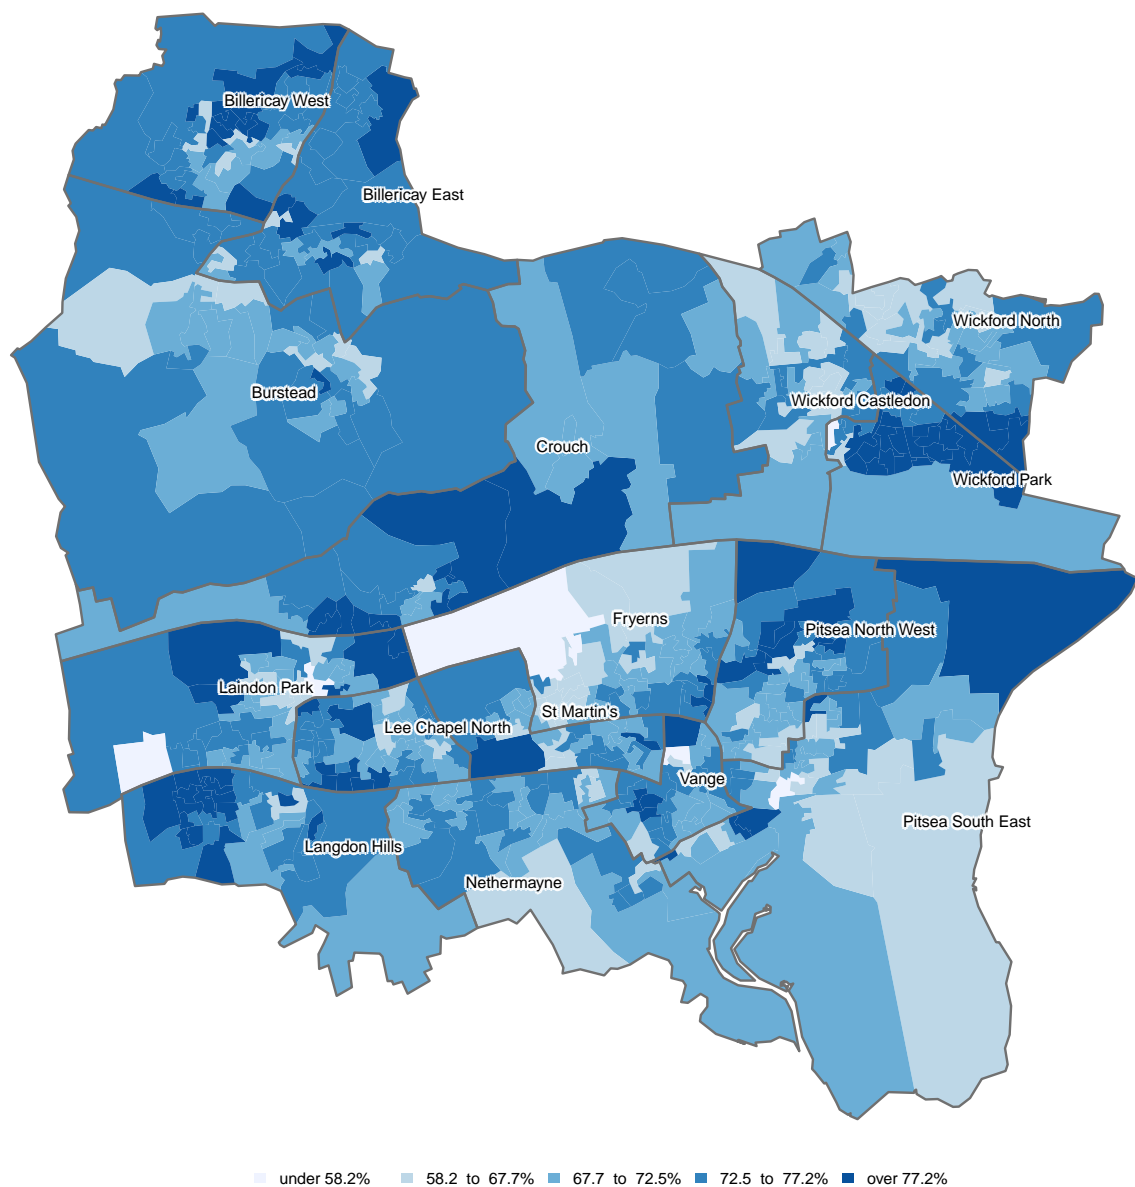 Billericay West
Billericay East
Wickford North
Burstead
Wickford Castledon
Crouch
Wickford Park
Fryerns
Pitsea North West
Laindon Park
St Martin's
Lee Chapel North
Vange
Pitsea South East
Langdon Hills
Nethermayne
under 58.2% 58.2 to 67.7% 67.7 to 72.5% 72.5 to 77.2% over 77.2%